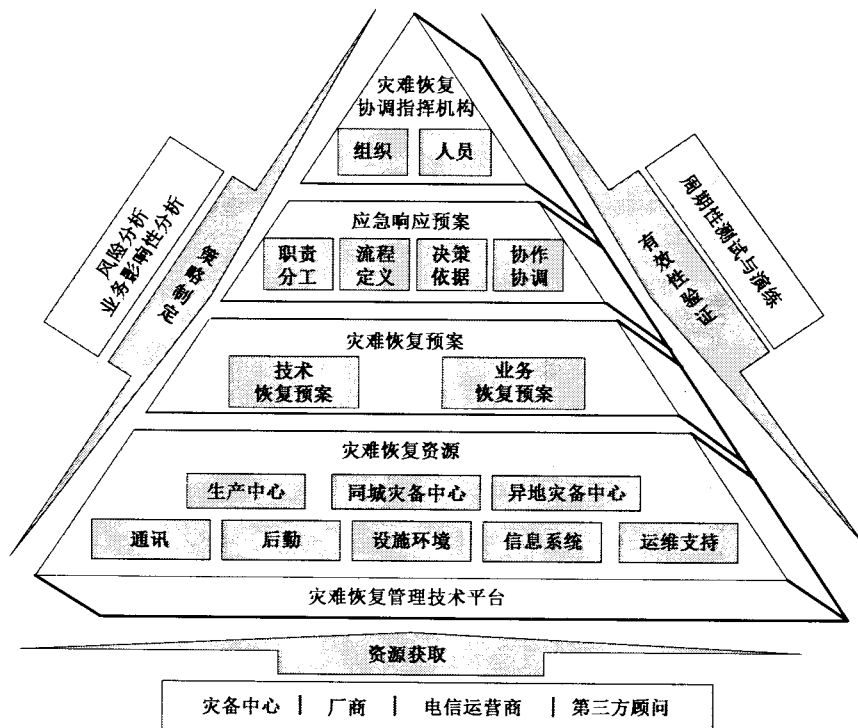 灾难恢复
协调指挥机构
组织 人员
风险分析
业务影响性分析
策略制定
周期性测试与演练
有效性验证
应急响应预案
职责 流程 决策 协作
分工 定义 依据 协调
灾难恢复预案
技术 业务
恢复预案 恢复预案
灾难恢复资源
生产中心 同城灾备中心 异地灾备中心
通讯 后勤 设施环境 信息系统 运维支持
灾难恢复管理技术平台
资源获取
灾备中心 | 厂商 | 电信运营商 | 第三方顾问